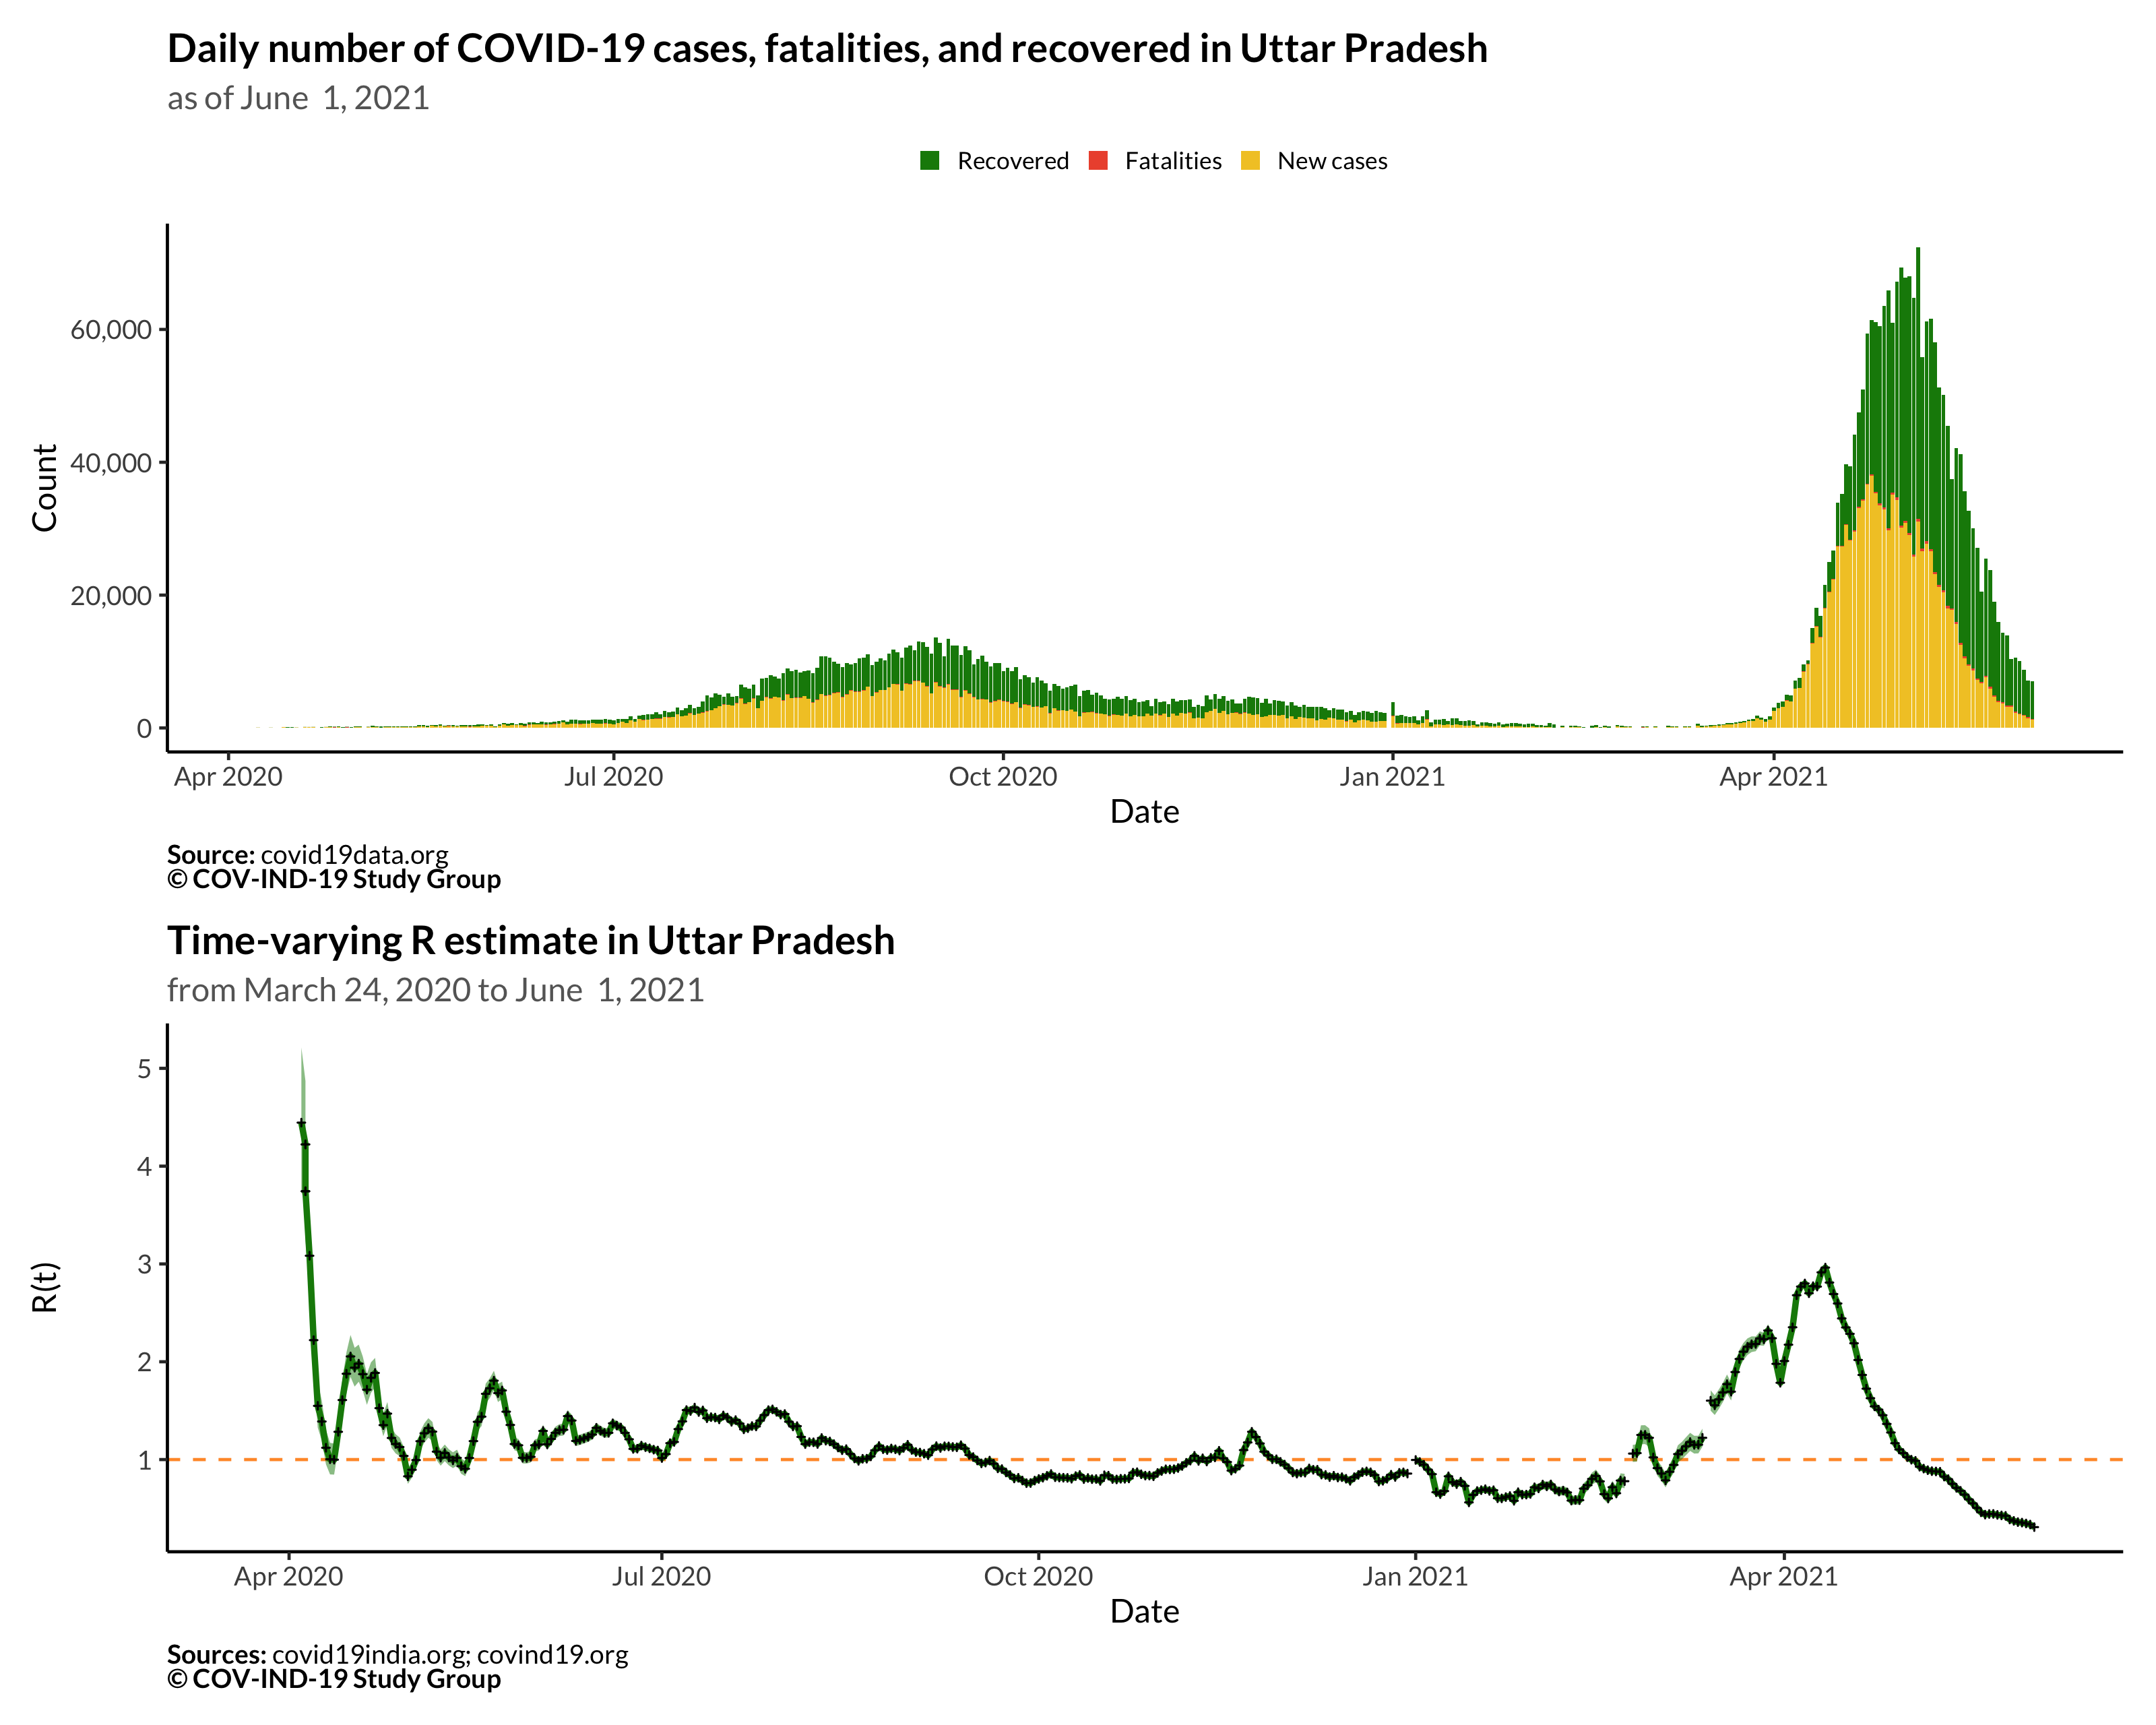 Daily number of COVID-19 cases, fatalities, and recovered in Uttar Pradesh
as of June 1, 2021
Recovered Fatalities New cases
Count
60,000
40,000
20,000
0
Apr 2020 Jul 2020 Oct 2020 Jan 2021 Apr 2021
Date
Source: covid19data.org
© COV-IND-19 Study Group
Time-varying R estimate in Uttar Pradesh
from March 24, 2020 to June 1, 2021
R(t)
5
4
3
2
1
Apr 2020 Jul 2020 Oct 2020 Jan 2021 Apr 2021
Date
Sources: covid19india.org; covind19.org
© COV-IND-19 Study Group